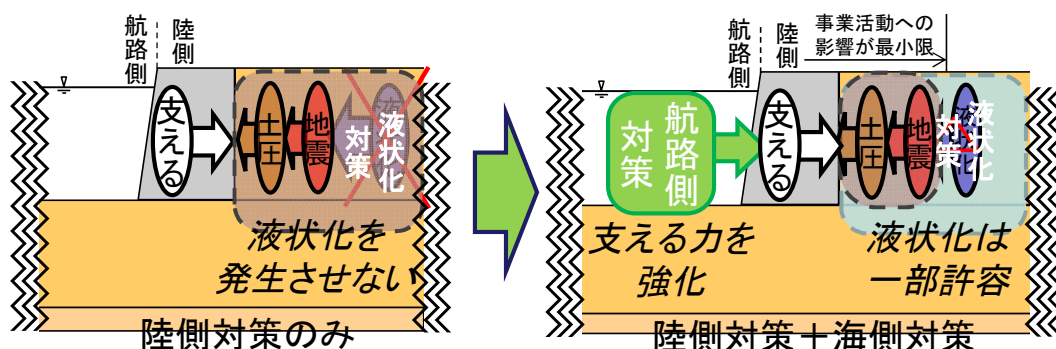 航路側
陸側
支える
土圧
地震
液状化
対策
液状化を
発生させない
陸側対策のみ
航路側
陸側
事業活動への
影響が最小限
航路側
対策
支える
土圧
地震
液状化
対策
支える力を
強化
液状化は
一部許容
陸側対策＋海側対策